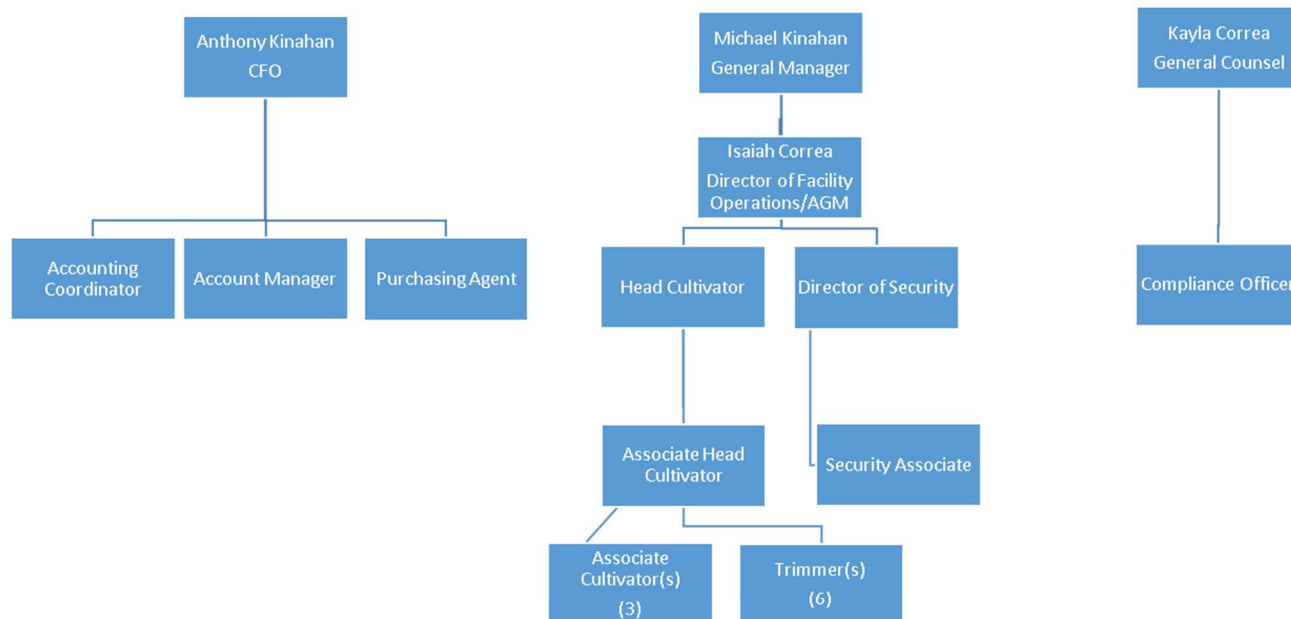 Anthony Kinahan
CFO
Michael Kinahan
General Manager
Kayla Correa
General Counsel
Isaiah Correa
Director of Facility
Operations/AGM
Accounting
Coordinator
Account Manager
Purchasing Agent
Head Cultivator
Director of Security
Compliance Officer
Associate Head
Cultivator
Security Associate
Associate
Cultivator(s)
(3)
Trimmer(s)
(6)